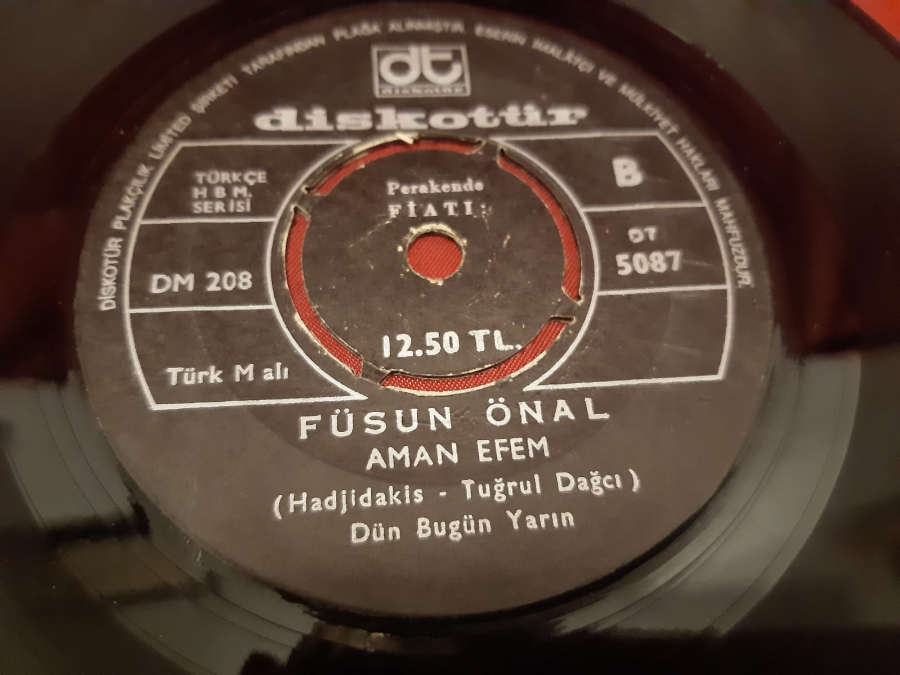 DİSKOTÜR PLAKÇILIK LİMİTED ŞİRKETİ TARAFINDAN PLAĞA ALINMIŞTIR. ESERİN İMALÂTÇI VE MÜLKİYET HAKLARI MAHFUZDUR.
dt
diskotür
diskotür
TÜRKÇE
H B M.
SERİSİ
Perakende
FİATI:
B
DM 208
DT
5087
12.50 TL.
Türk Malı
FÜSUN ÖNAL
AMAN EFEM
(Hadjidakis - Tuğrul Dağcı)
Dün Bugün Yarın